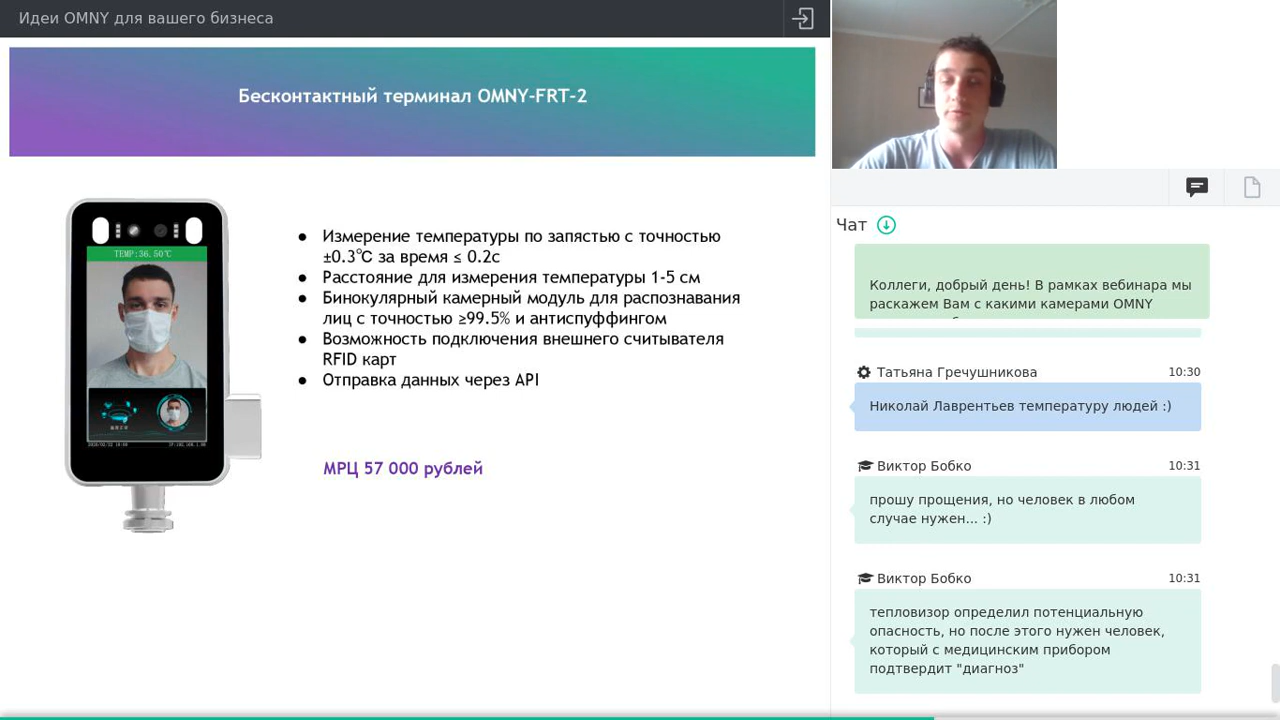 Идеи OMNY для вашего бизнеса
Бесконтактный терминал OMNY-FRT-2
TEMP:36.50℃
● Измерение температуры по запястью с точностью
±0.3℃ за время ≤ 0.2с
● Расстояние для измерения температуры 1-5 см
● Бинокулярный камерный модуль для распознавания
лиц с точностью ≥99.5% и антиспуффингом
● Возможность подключения внешнего считывателя
RFID карт
● Отправка данных через API
МРЦ 57 000 рублей
Чат
Коллеги, добрый день! В рамках вебинара мы
раскажем Вам с какими камерами OMNY
Татьяна Гречушникова 10:30
Николай Лаврентьев температуру людей :)
Виктор Бобко 10:31
прошу прощения, но человек в любом
случае нужен... :)
Виктор Бобко 10:31
тепловизор определил потенциальную
опасность, но после этого нужен человек,
который с медицинским прибором
подтвердит "диагноз"